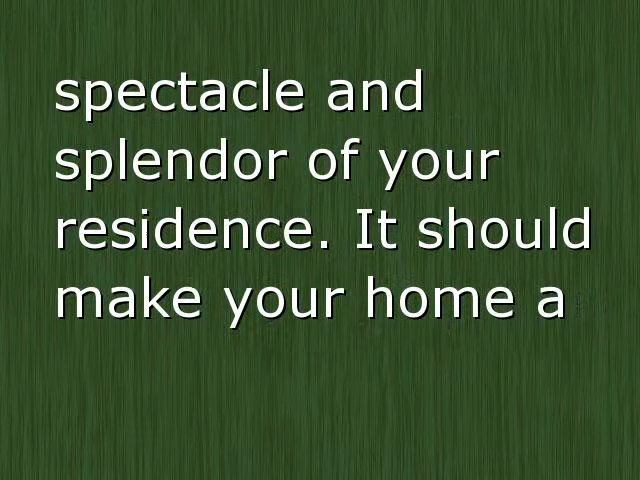 spectacle and
splendor of your
residence. It should
make your home a